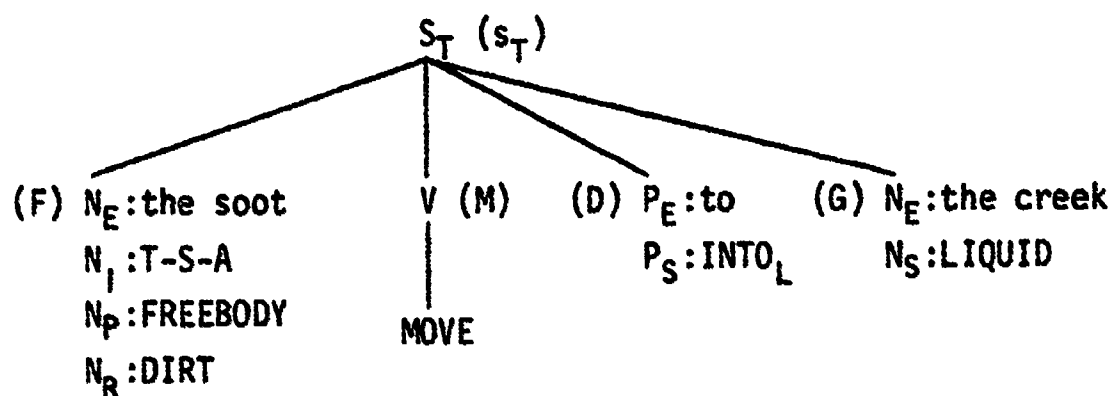 S_T (s_T)
(F) N_E:the soot V (M) (D) P_E:to (G) N_E:the creek
N_I:T-S-A P_S:INTO_L N_S:LIQUID
N_P:FREEBODY MOVE
N_R:DIRT